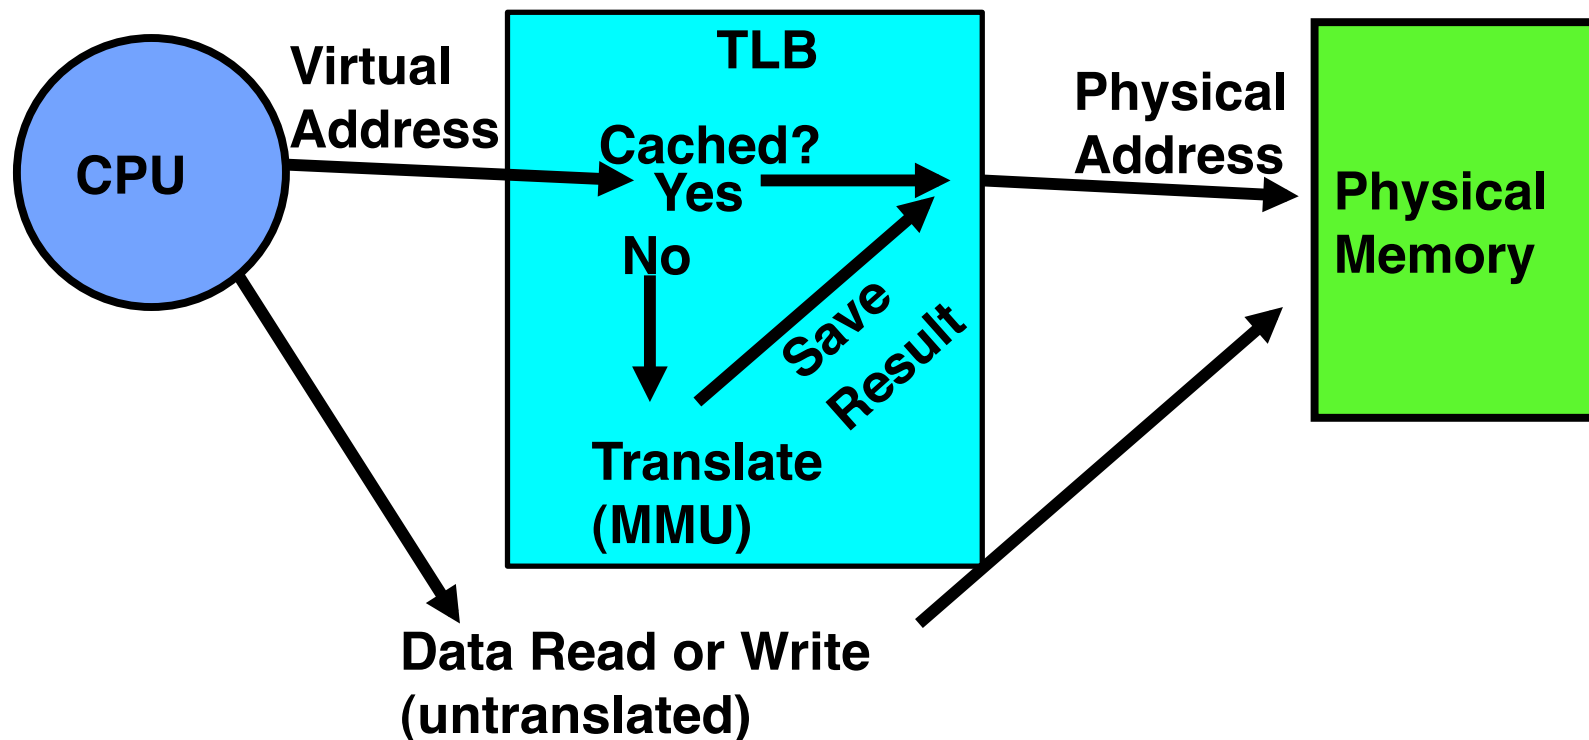 CPU
Virtual
Address
TLB
Cached?
Yes
No
Save
Result
Translate
(MMU)
Physical
Address
Physical
Memory
Data Read or Write
(untranslated)